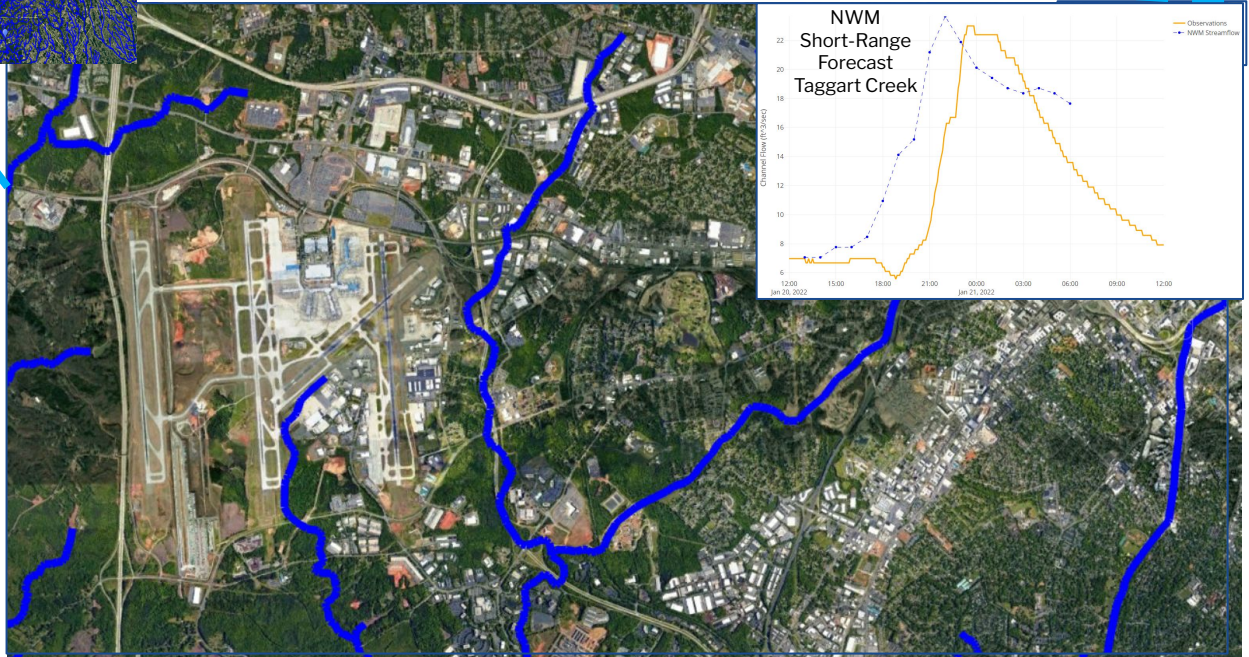 NWM
Short-Range
Forecast
Taggart Creek
Observations
NWM Streamflow
Channel Flow (ft^3/sec)
22
20
18
16
14
12
10
8
6
12:00
Jan 20, 2022
15:00
18:00
21:00
00:00
Jan 21, 2022
03:00
06:00
09:00
12:00